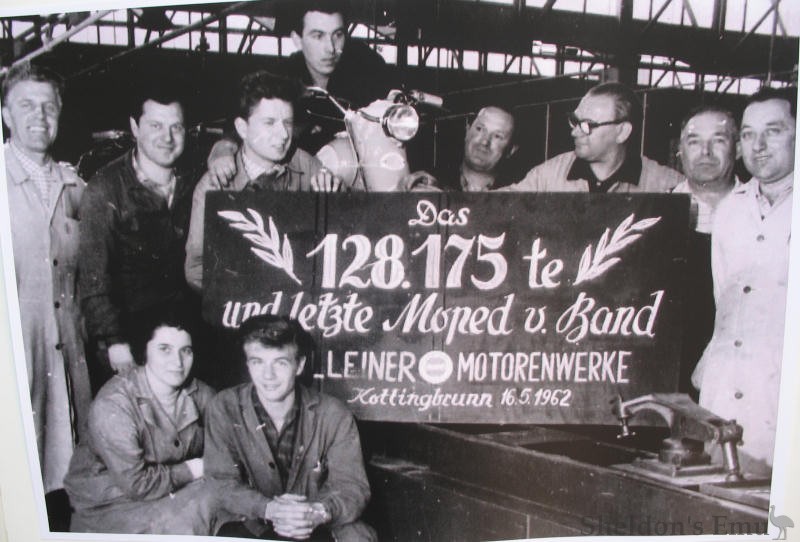 Das
128.175 te
und letzte Moped v. Band
LEINER MOTORENWERKE
Kottingbrunn 16.5.1962
Sheldon's Emu